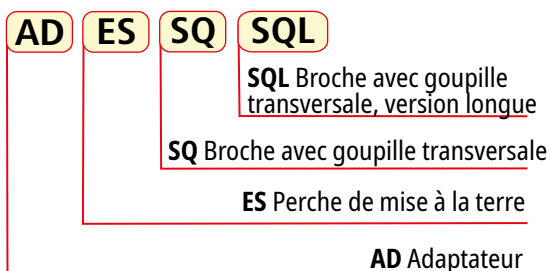 AD ES SQ SQL
SQL Broche avec goupille
transversale, version longue
SQ Broche avec goupille transversale
ES Perche de mise à la terre
AD Adaptateur